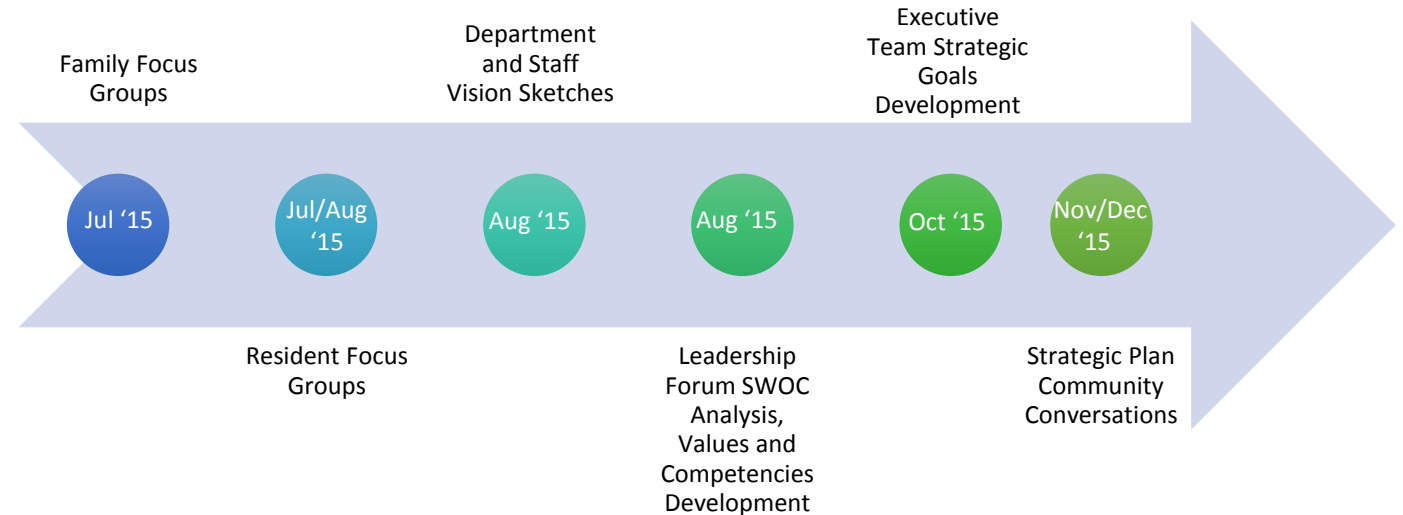 Family Focus
Groups
Department
and Staff
Vision Sketches
Executive
Team Strategic
Goals
Development
Jul ‘15
Jul/Aug
‘15
Aug ‘15
Aug ‘15
Oct ‘15
Nov/Dec
‘15
Resident Focus
Groups
Leadership
Forum SWOC
Analysis,
Values and
Competencies
Development
Strategic Plan
Community
Conversations